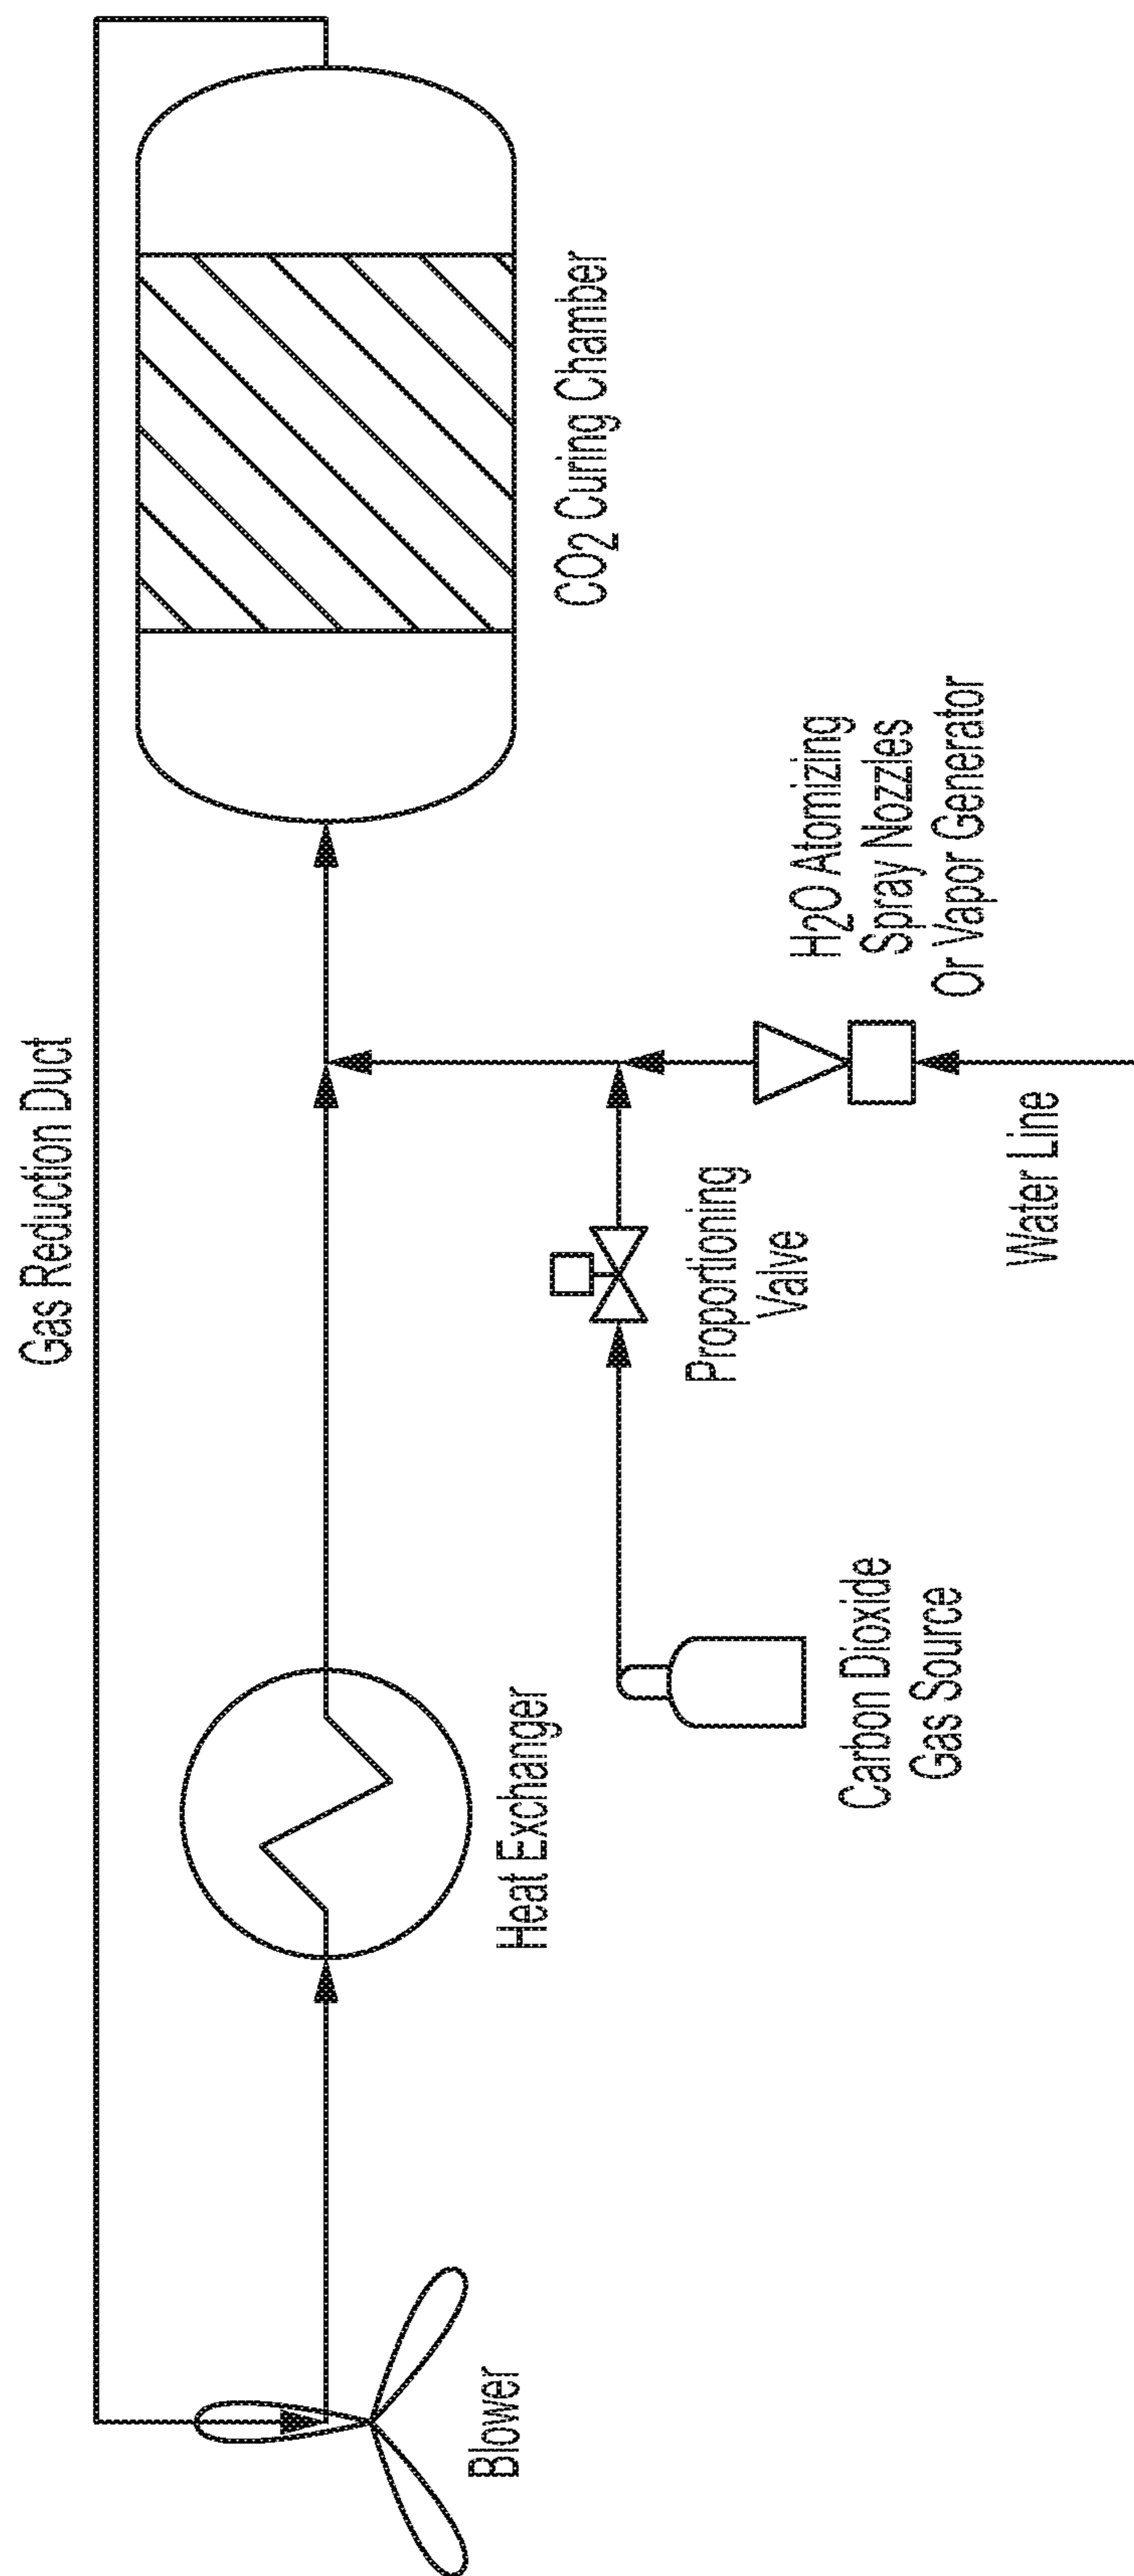 Gas Reduction Duct
CO2 Curing Chamber
H2O Atomizing
Spray Nozzles
Or Vapor Generator
Water Line
Proportioning
Valve
Carbon Dioxide
Gas Source
Heat Exchanger
Blower